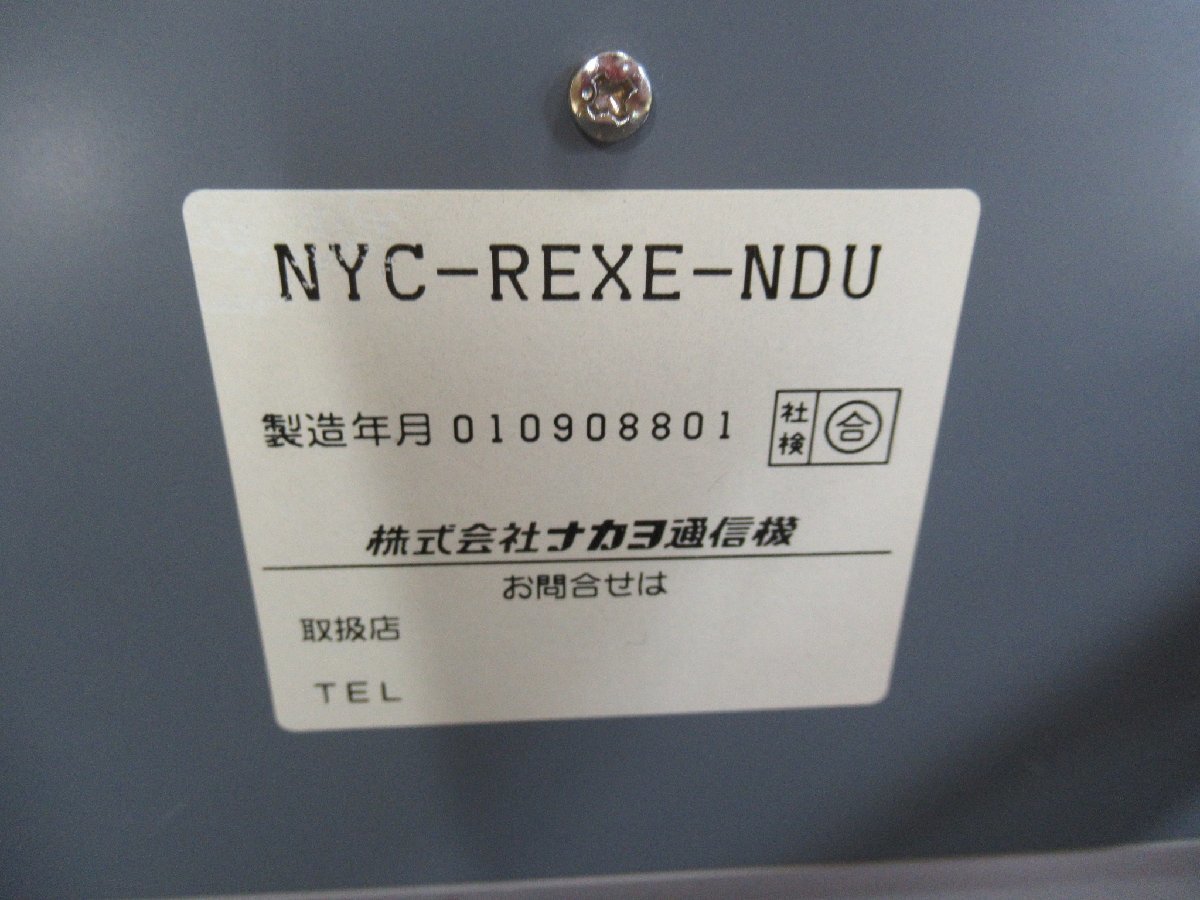 NYC-REXE-NDU
製造年月 010908801 社検 合
株式会社ナカヨ通信機
お問合せは
取扱店
TEL